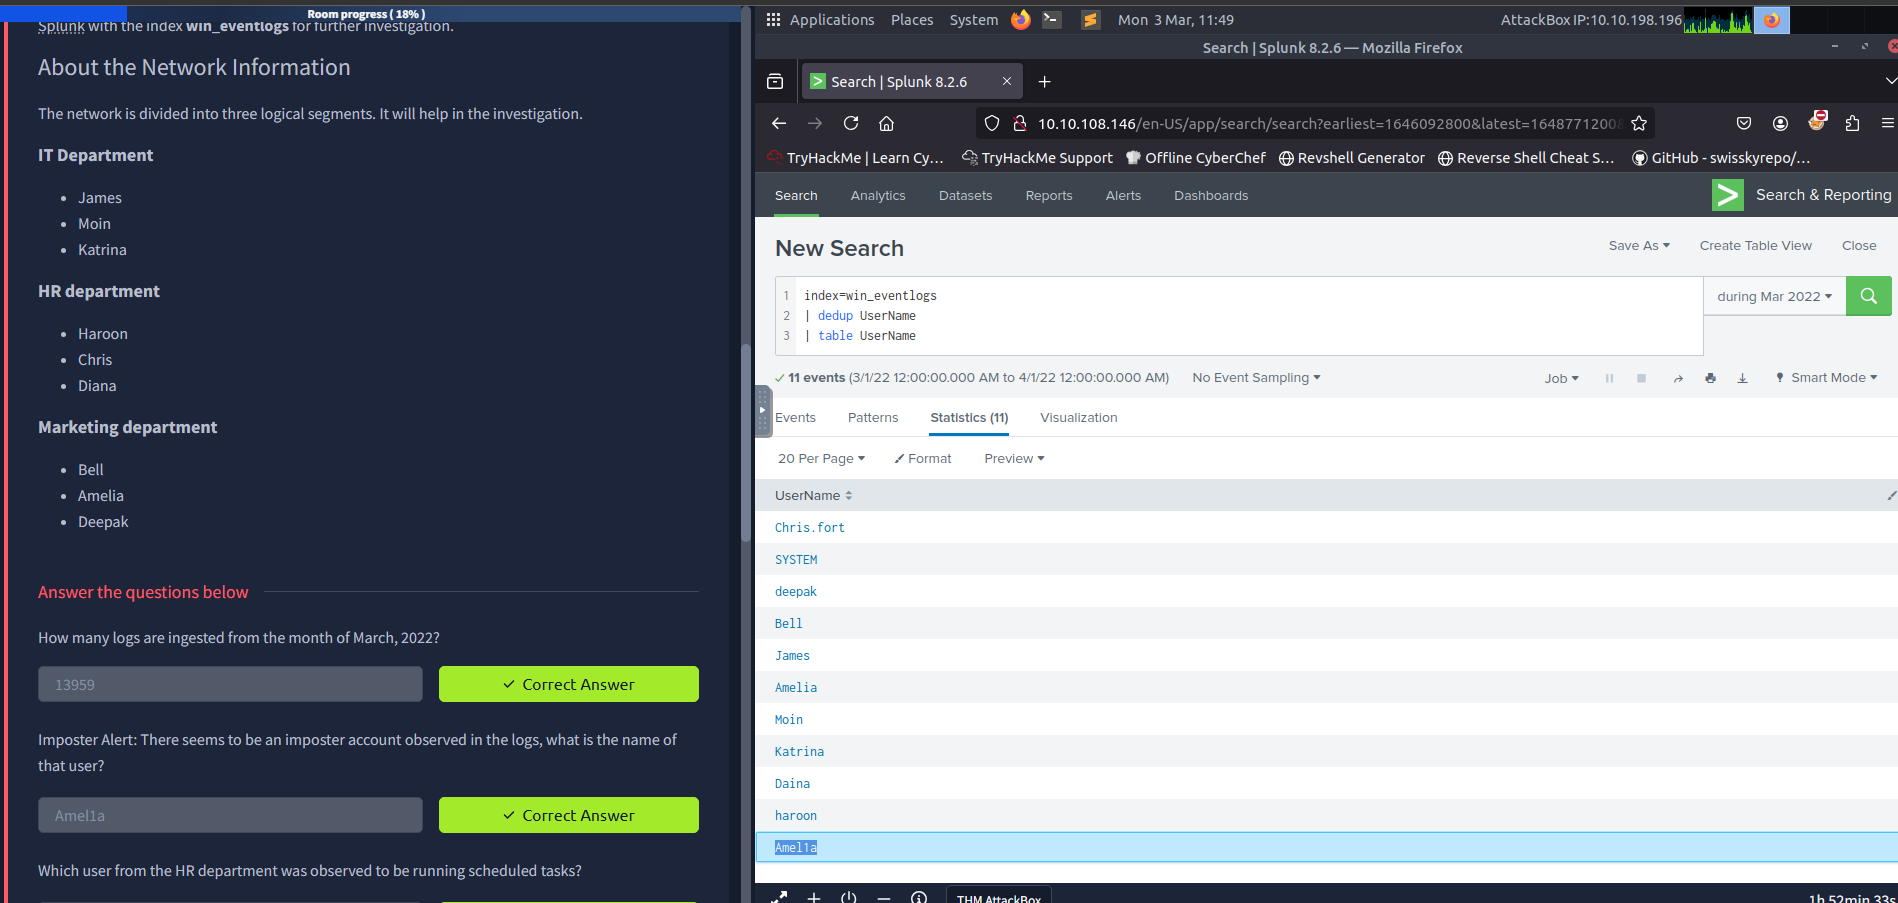 Room progress ( 18% )
Splunk with the index win_eventlogs for further investigation.
About the Network Information
The network is divided into three logical segments. It will help in the investigation.
IT Department
James
Moin
Katrina
HR department
Haroon
Chris
Diana
Marketing department
Bell
Amelia
Deepak
Answer the questions below
How many logs are ingested from the month of March, 2022?
13959
✓ Correct Answer
Imposter Alert: There seems to be an imposter account observed in the logs, what is the name of
that user?
Amel1a
✓ Correct Answer
Which user from the HR department was observed to be running scheduled tasks?
Applications Places System Mon 3 Mar, 11:49 AttackBox IP:10.10.198.196
Search | Splunk 8.2.6 — Mozilla Firefox
Search | Splunk 8.2.6
10.10.108.146/en-US/app/search/search?earliest=1646092800&latest=1648771200&
TryHackMe | Learn Cy... TryHackMe Support Offline CyberChef Revshell Generator Reverse Shell Cheat S... GitHub - swisskyrepo/...
Search Analytics Datasets Reports Alerts Dashboards Search & Reporting
New Search Save As Create Table View Close
1 index=win_eventlogs
2 | dedup UserName
3 | table UserName
during Mar 2022
✓ 11 events (3/1/22 12:00:00.000 AM to 4/1/22 12:00:00.000 AM) No Event Sampling Job Smart Mode
Events Patterns Statistics (11) Visualization
20 Per Page Format Preview
UserName
Chris.fort
SYSTEM
deepak
Bell
James
Amelia
Moin
Katrina
Daina
haroon
Amel1a
THM AttackBox 1h 52min 33s